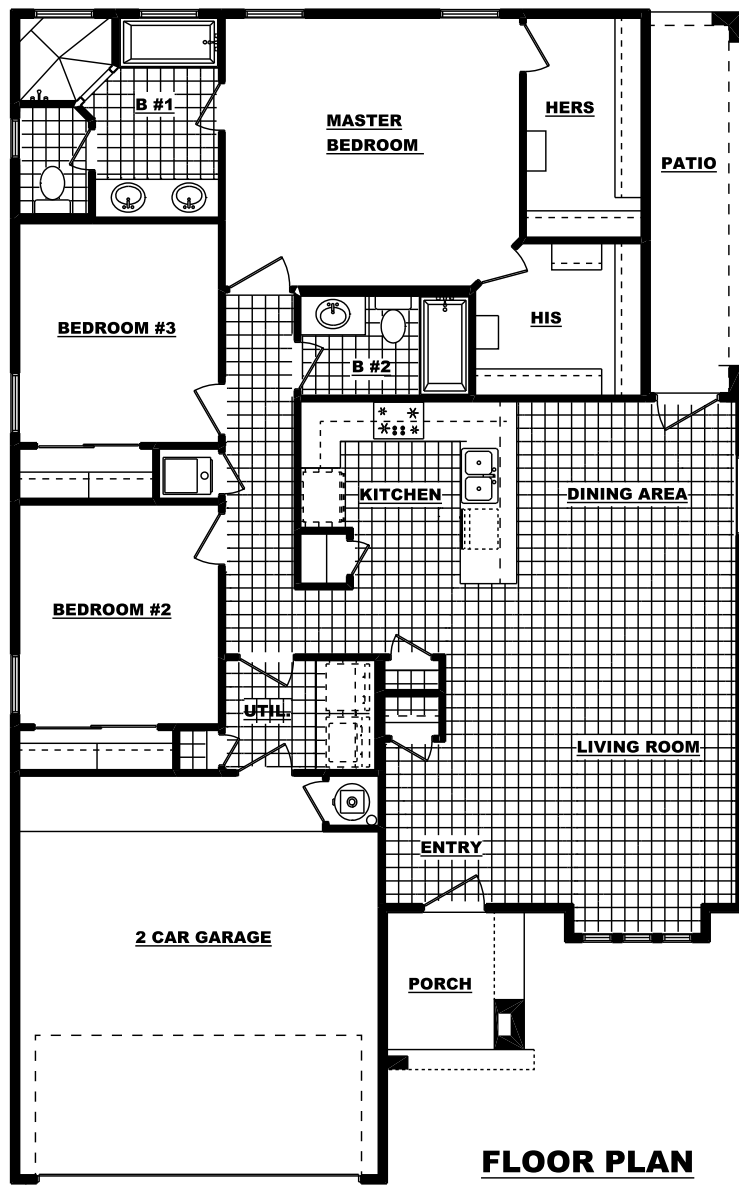 B #1
MASTER
BEDROOM
HERS
PATIO
BEDROOM #3
HIS
B #2
KITCHEN
DINING AREA
BEDROOM #2
UTIL.
LIVING ROOM
ENTRY
2 CAR GARAGE
PORCH
FLOOR PLAN